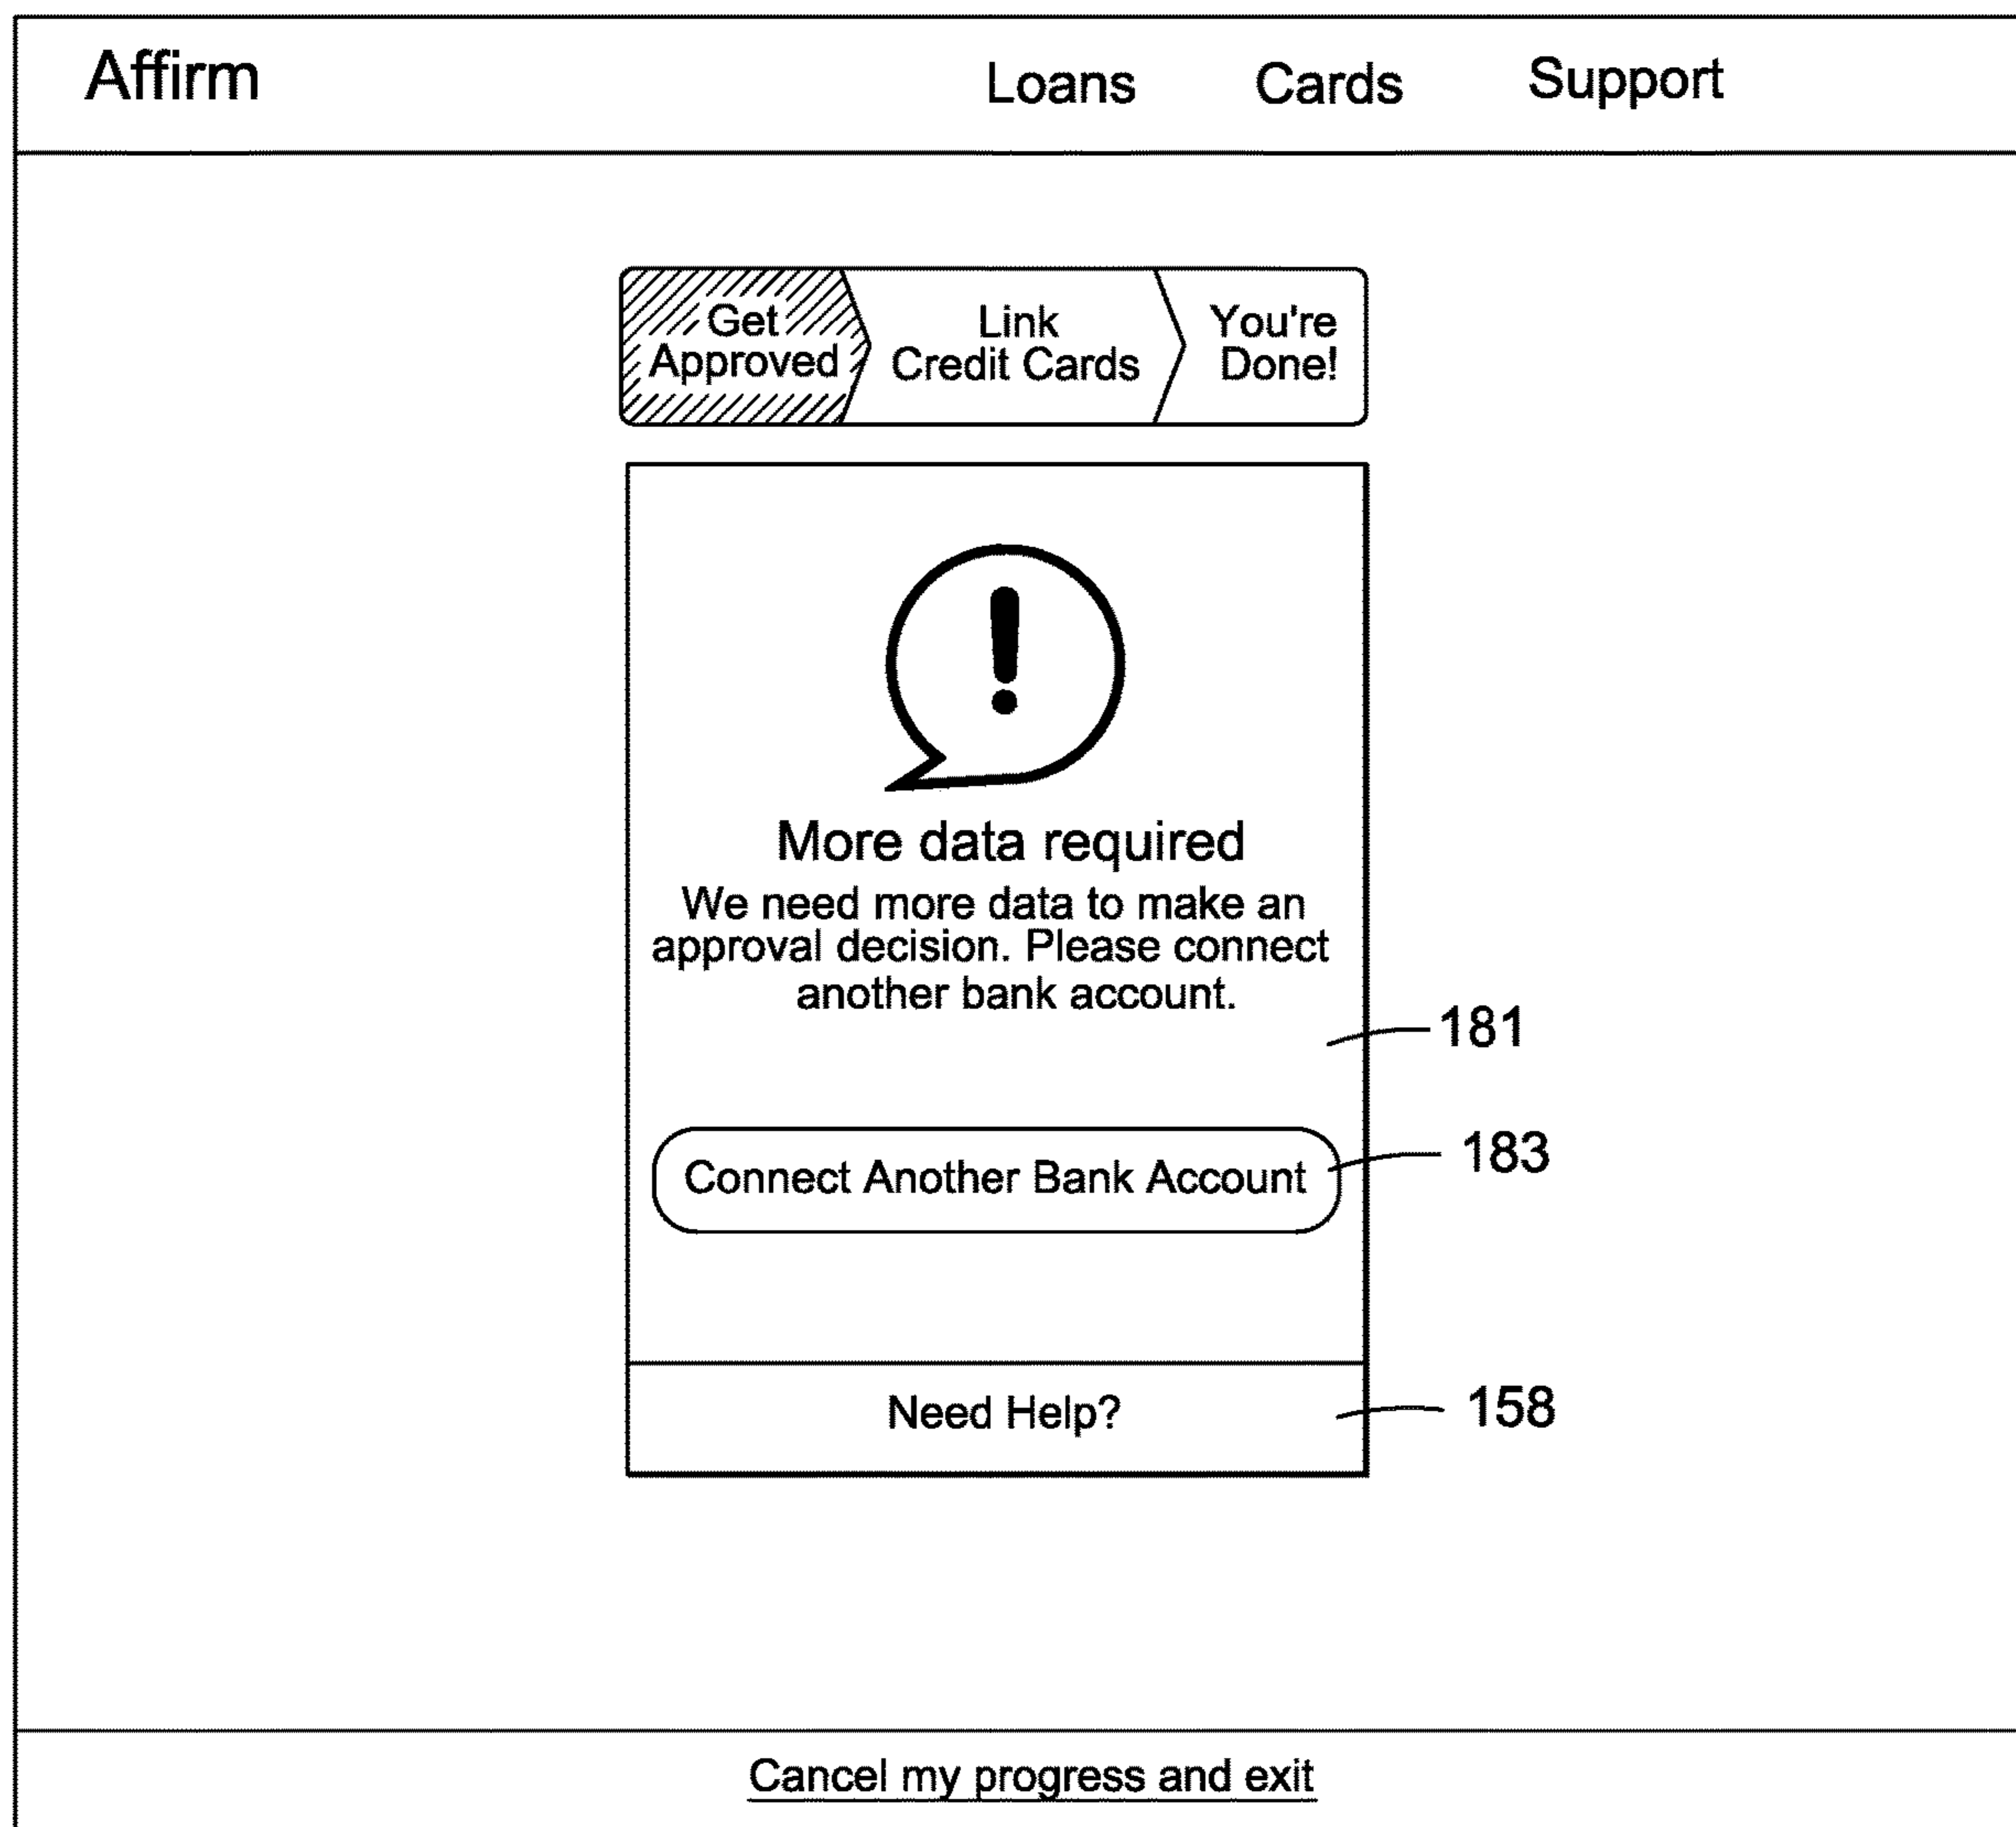 Affirm
Loans
Cards
Support
Get
Approved
Link
Credit Cards
You're
Done!
!
More data required
We need more data to make an
approval decision. Please connect
another bank account.
181
Connect Another Bank Account
183
Need Help?
158
Cancel my progress and exit